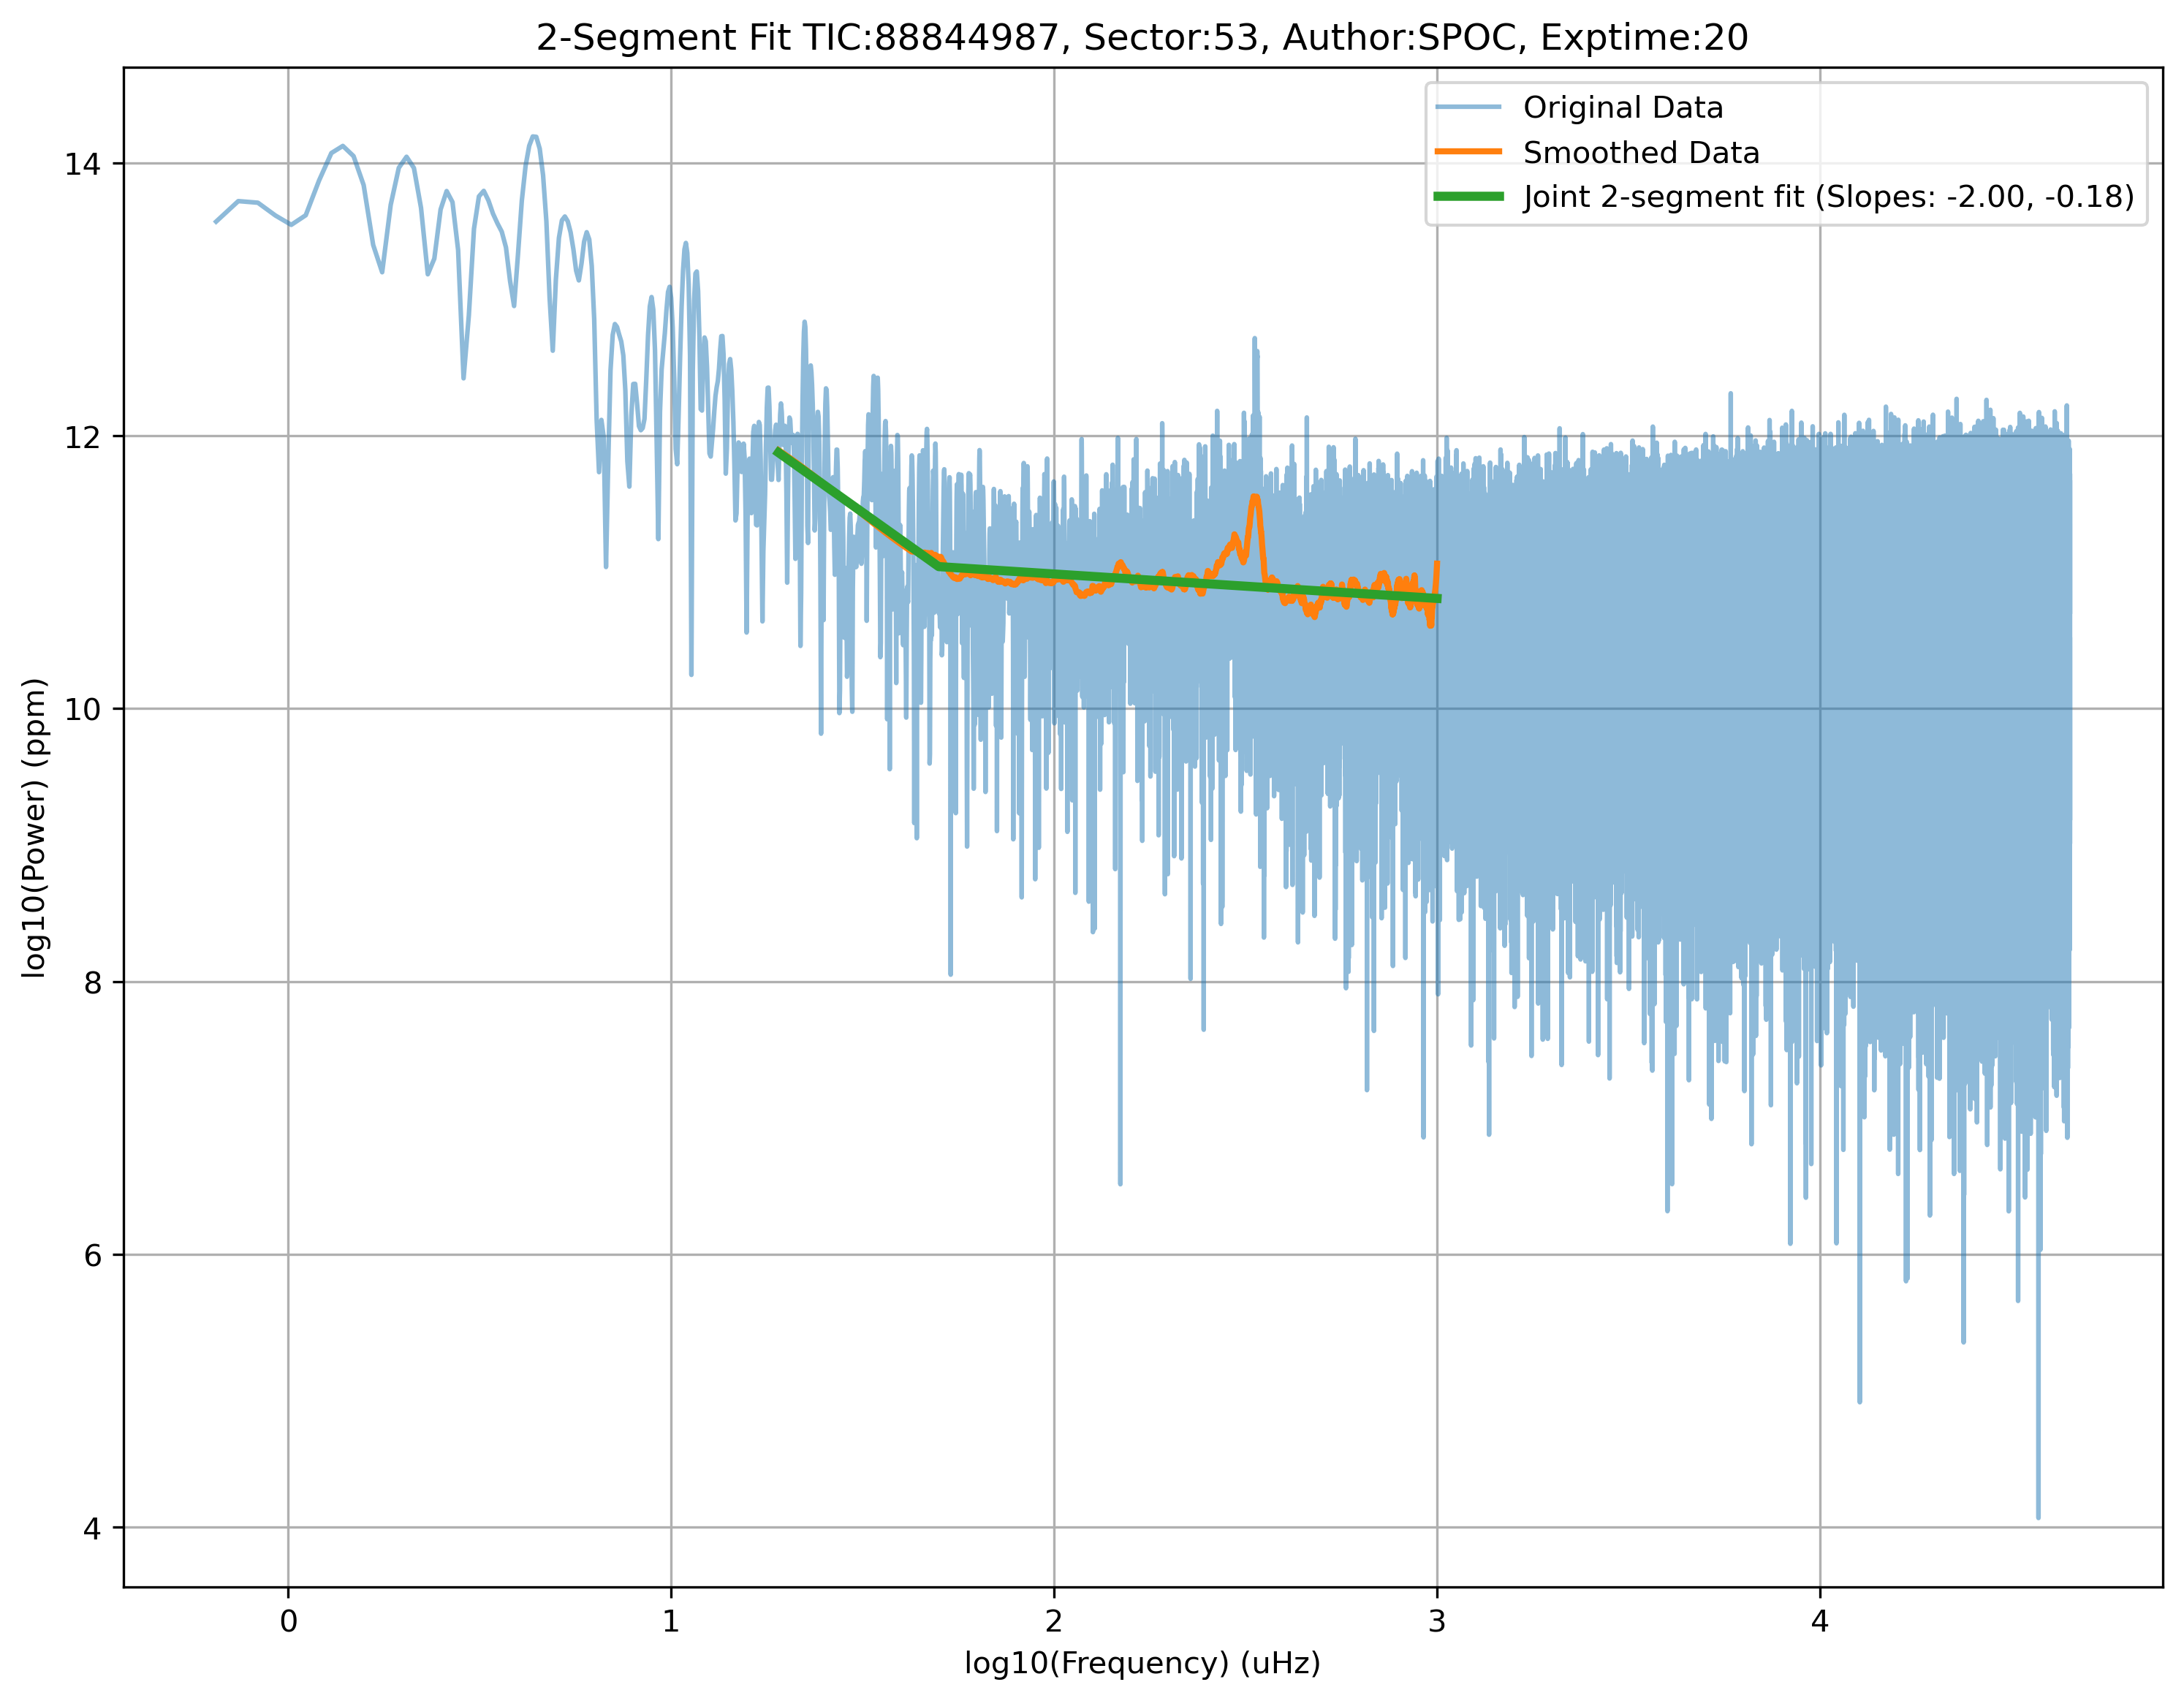 2-Segment Fit TIC:88844987, Sector:53, Author:SPOC, Exptime:20
Original Data
Smoothed Data
Joint 2-segment fit (Slopes: -2.00, -0.18)
log10(Power) (ppm)
14
12
10
8
6
4
0 1 2 3 4
log10(Frequency) (uHz)